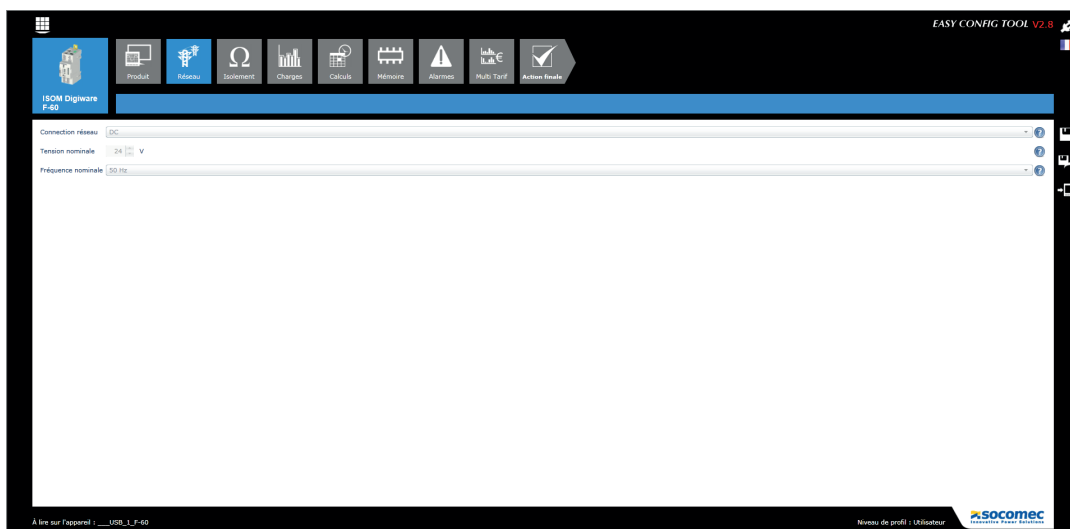 EASY CONFIG TOOL V2.8
Produit
Réseau
Isolement
Charges
Calculs
Mémoire
Alarmes
Multi Tarif
Action finale
ISOM Digiware
F-60
Connection réseau DC
Tension nominale 24 V
Fréquence nominale 50 Hz
À lire sur l'appareil : ___USB_1_F-60
Niveau de profil : Utilisateur
socomec
Innovative Power Solutions